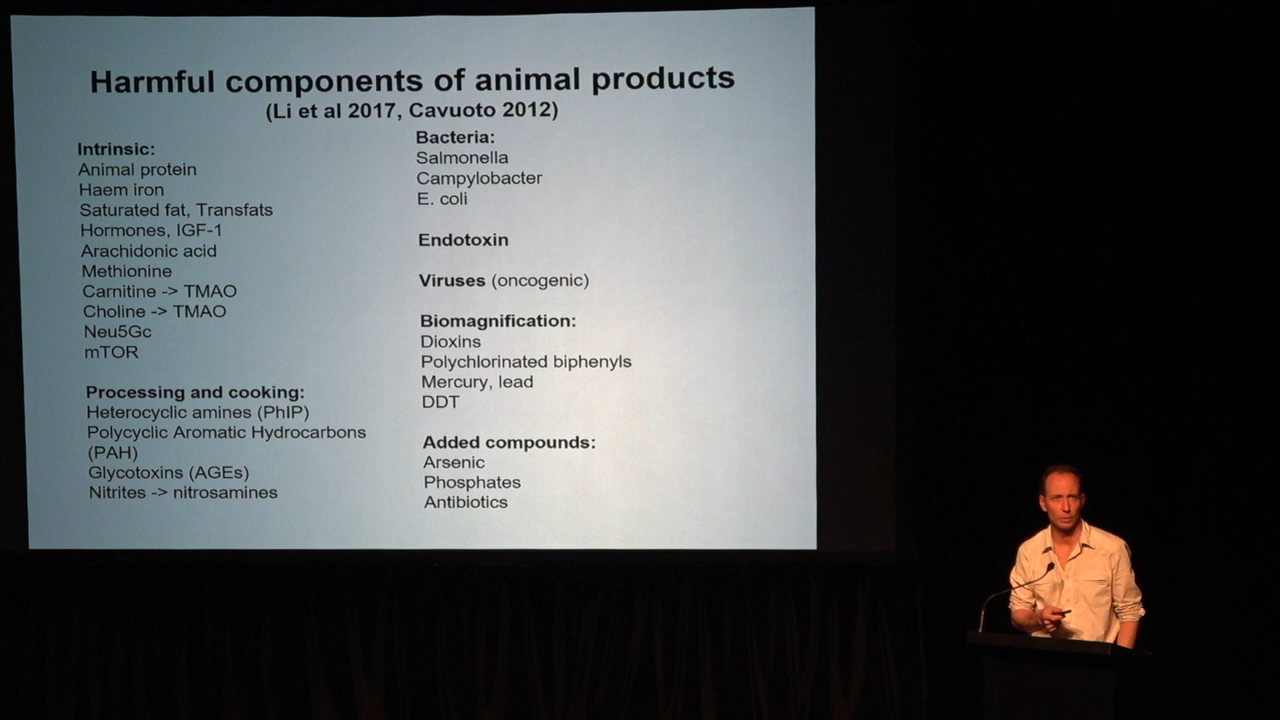 Harmful components of animal products
(Li et al 2017, Cavuoto 2012)
Intrinsic:
Animal protein
Haem iron
Saturated fat, Transfats
Hormones, IGF-1
Arachidonic acid
Methionine
Carnitine -> TMAO
Choline -> TMAO
Neu5Gc
mTOR
Processing and cooking:
Heterocyclic amines (PhIP)
Polycyclic Aromatic Hydrocarbons
(PAH)
Glycotoxins (AGEs)
Nitrites -> nitrosamines
Bacteria:
Salmonella
Campylobacter
E. coli
Endotoxin
Viruses (oncogenic)
Biomagnification:
Dioxins
Polychlorinated biphenyls
Mercury, lead
DDT
Added compounds:
Arsenic
Phosphates
Antibiotics